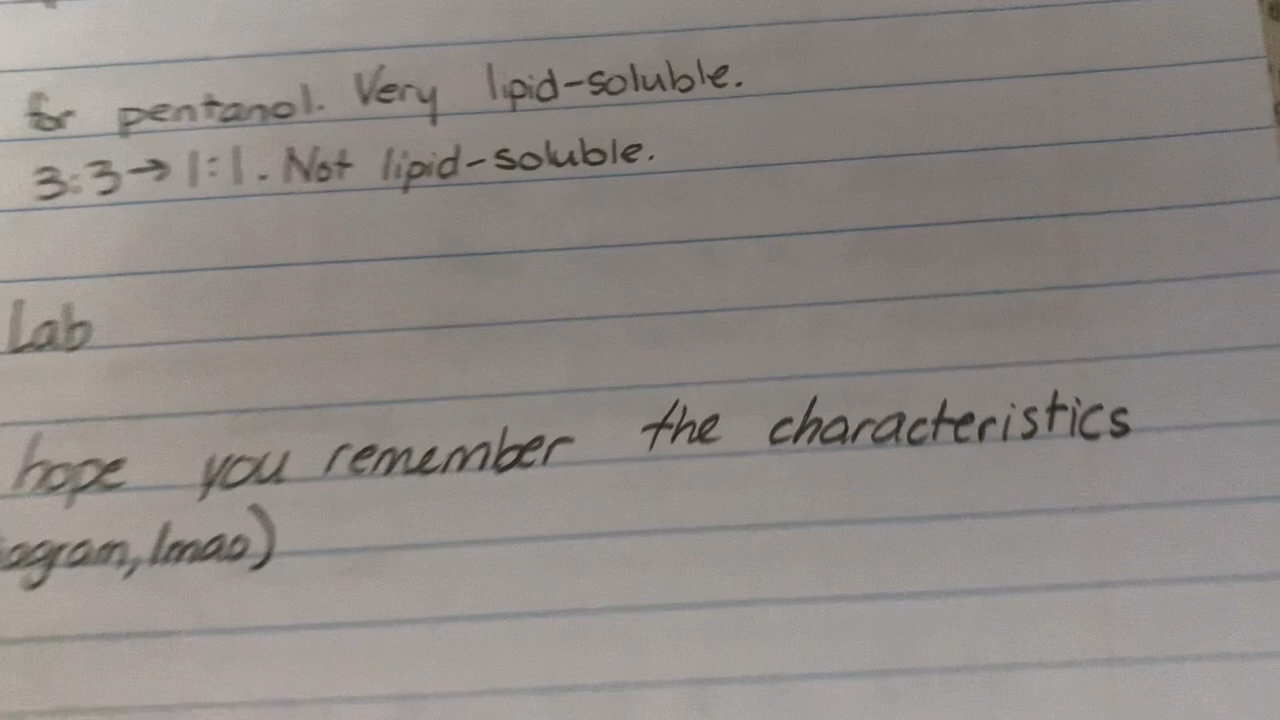 for pentanol. Very lipid-soluble.
3:3→1:1. Not lipid-soluble.
Lab
hope you remember the characteristics
agram, lmao)